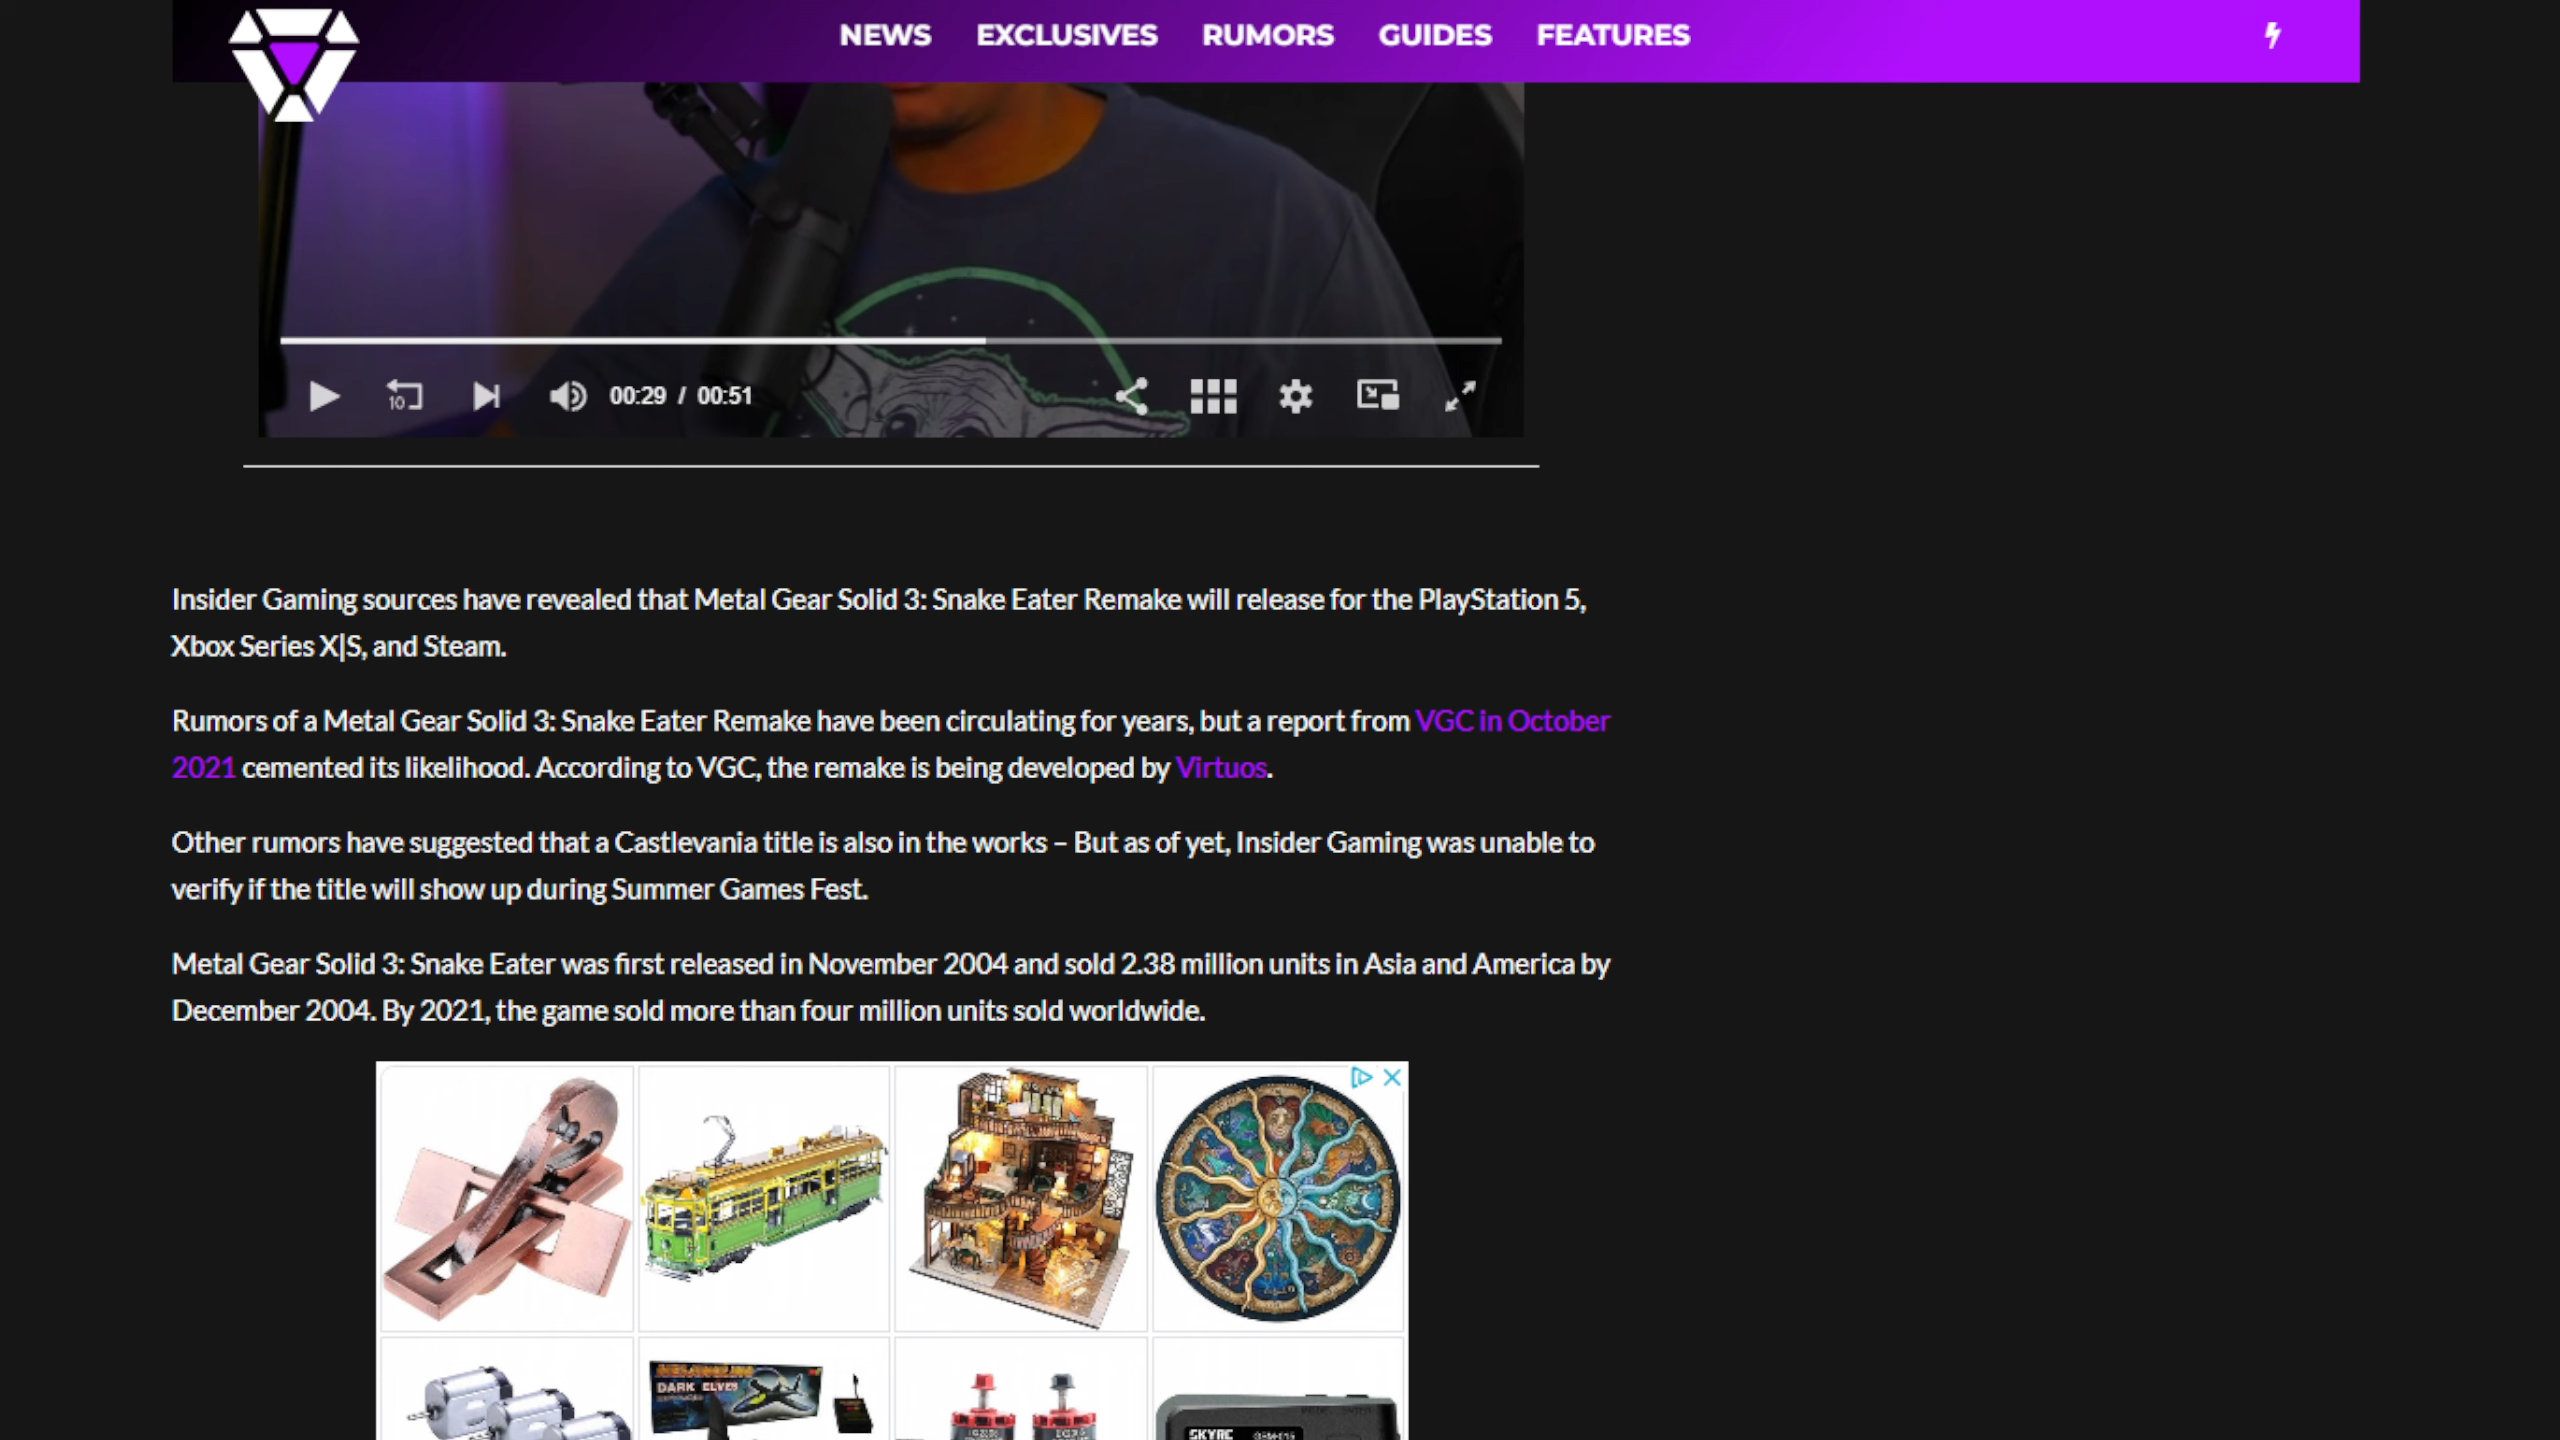 NEWS EXCLUSIVES RUMORS GUIDES FEATURES
10
00:29 / 00:51
Insider Gaming sources have revealed that Metal Gear Solid 3: Snake Eater Remake will release for the PlayStation 5,
Xbox Series X|S, and Steam.
Rumors of a Metal Gear Solid 3: Snake Eater Remake have been circulating for years, but a report from VGC in October
2021 cemented its likelihood. According to VGC, the remake is being developed by Virtuos.
Other rumors have suggested that a Castlevania title is also in the works – But as of yet, Insider Gaming was unable to
verify if the title will show up during Summer Games Fest.
Metal Gear Solid 3: Snake Eater was first released in November 2004 and sold 2.38 million units in Asia and America by
December 2004. By 2021, the game sold more than four million units sold worldwide.
DARK ELVES
SKYRC